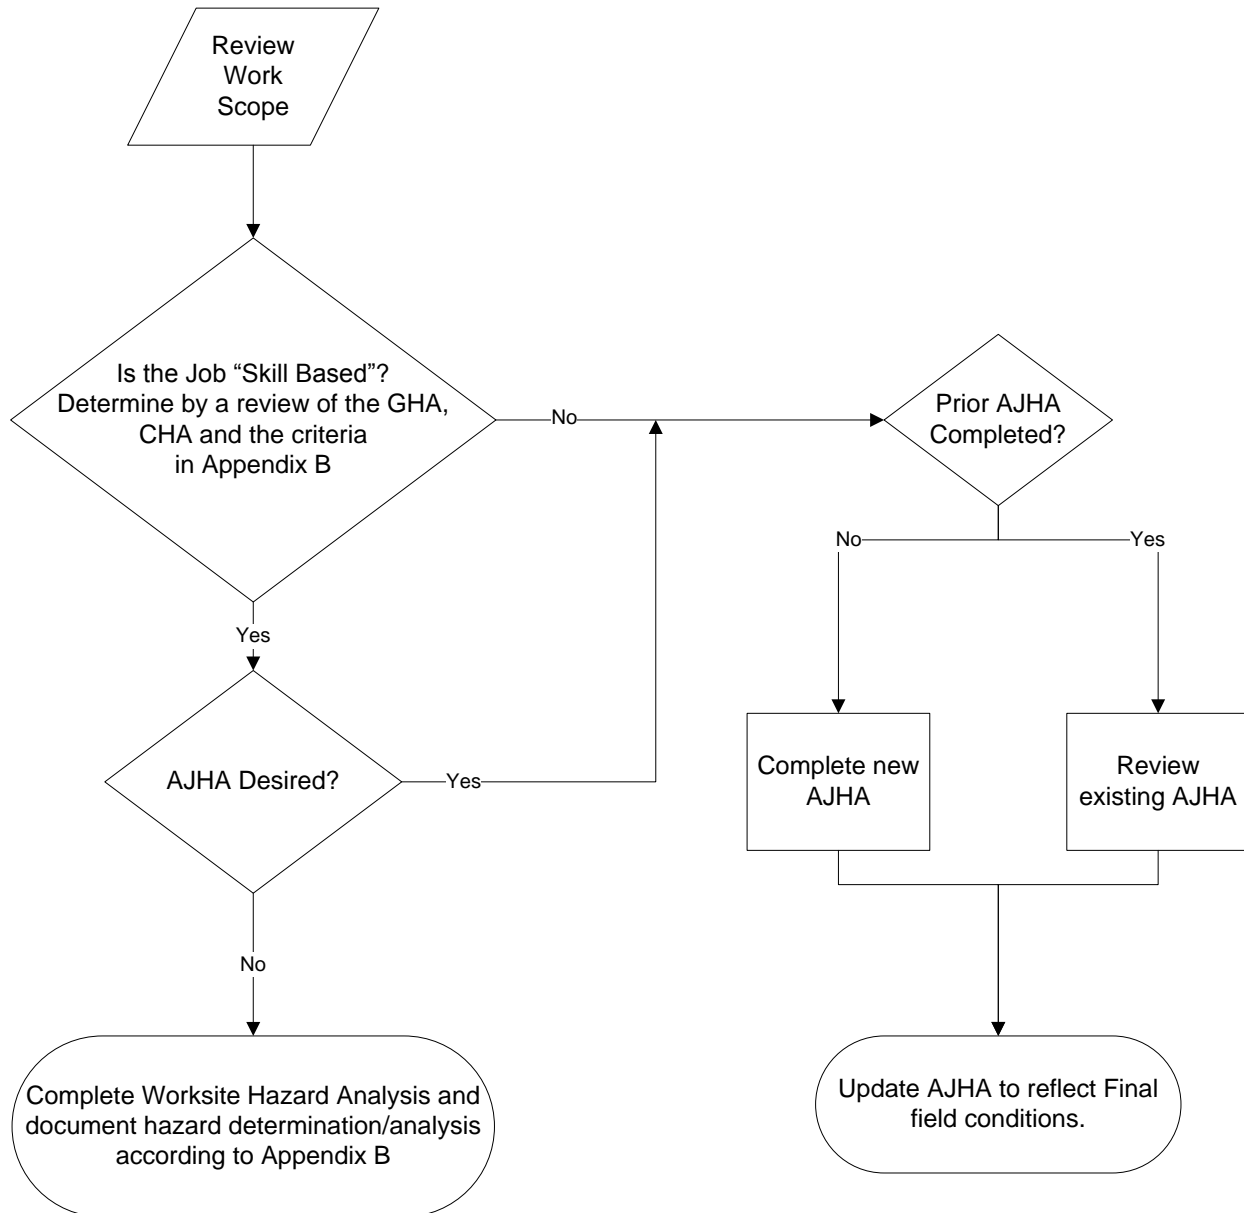 Review
Work
Scope
Is the Job “Skill Based”?
Determine by a review of the GHA,
CHA and the criteria
in Appendix B
No
Prior AJHA
Completed?
No
Yes
Yes
AJHA Desired?
Yes
Complete new
AJHA
Review
existing AJHA
No
Complete Worksite Hazard Analysis and
document hazard determination/analysis
according to Appendix B
Update AJHA to reflect Final
field conditions.